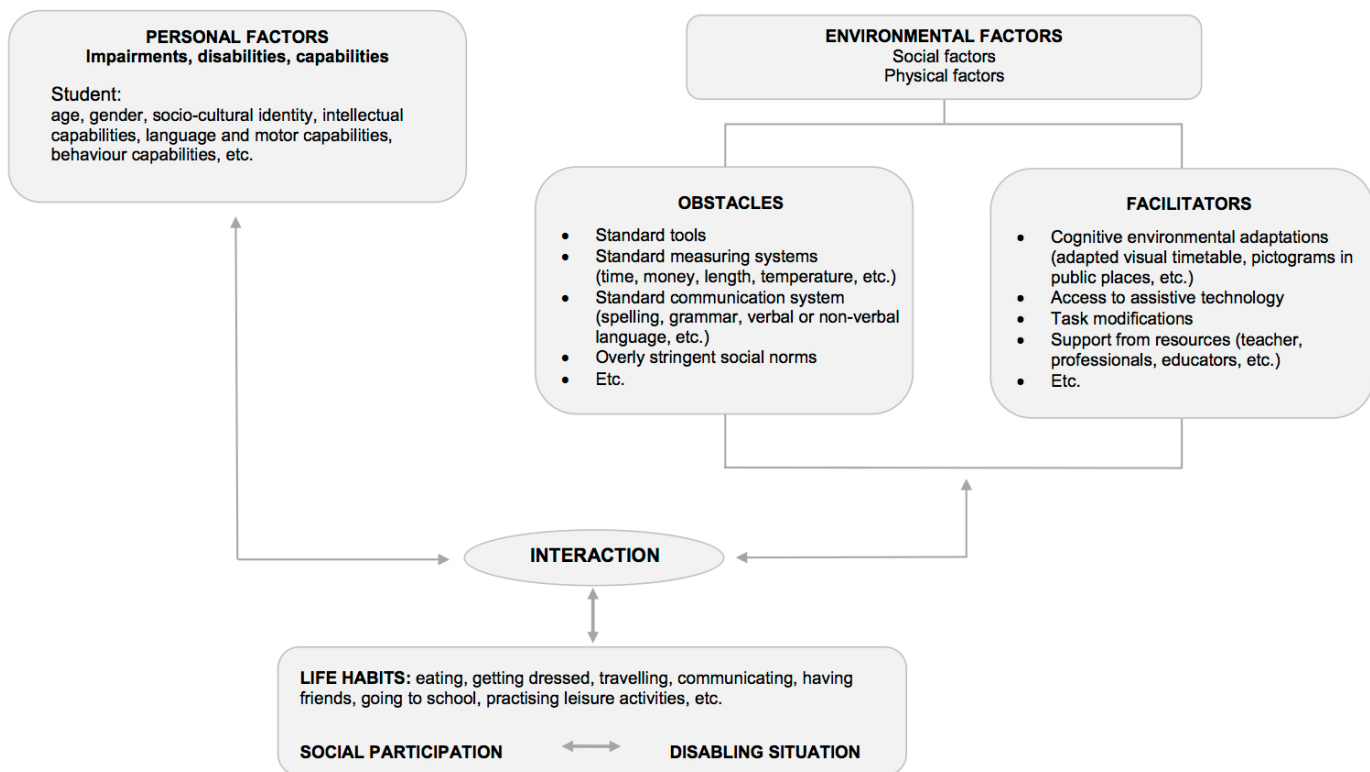 PERSONAL FACTORS
Impairments, disabilities, capabilities
Student:
age, gender, socio-cultural identity, intellectual
capabilities, language and motor capabilities,
behaviour capabilities, etc.
ENVIRONMENTAL FACTORS
Social factors
Physical factors
OBSTACLES
• Standard tools
• Standard measuring systems
(time, money, length, temperature, etc.)
• Standard communication system
(spelling, grammar, verbal or non-verbal
language, etc.)
• Overly stringent social norms
• Etc.
FACILITATORS
• Cognitive environmental adaptations
(adapted visual timetable, pictograms in
public places, etc.)
• Access to assistive technology
• Task modifications
• Support from resources (teacher,
professionals, educators, etc.)
• Etc.
INTERACTION
LIFE HABITS: eating, getting dressed, travelling, communicating, having
friends, going to school, practising leisure activities, etc.
SOCIAL PARTICIPATION DISABLING SITUATION